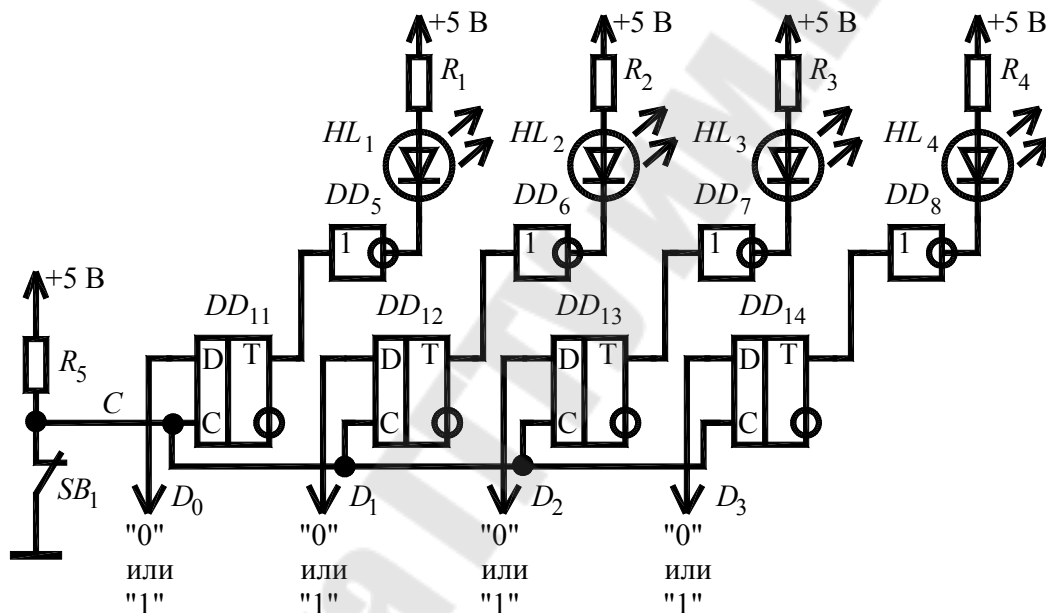 +5 В +5 В +5 В +5 В
R1 R2 R3 R4
HL1 HL2 HL3 HL4
DD5 DD6 DD7 DD8
1 1 1 1
+5 В
DD11 DD12 DD13 DD14
R5 D T D T D T D T
C C C C C
SB1 D0 D1 D2 D3
"0" "0" "0" "0"
или или или или
"1" "1" "1" "1"